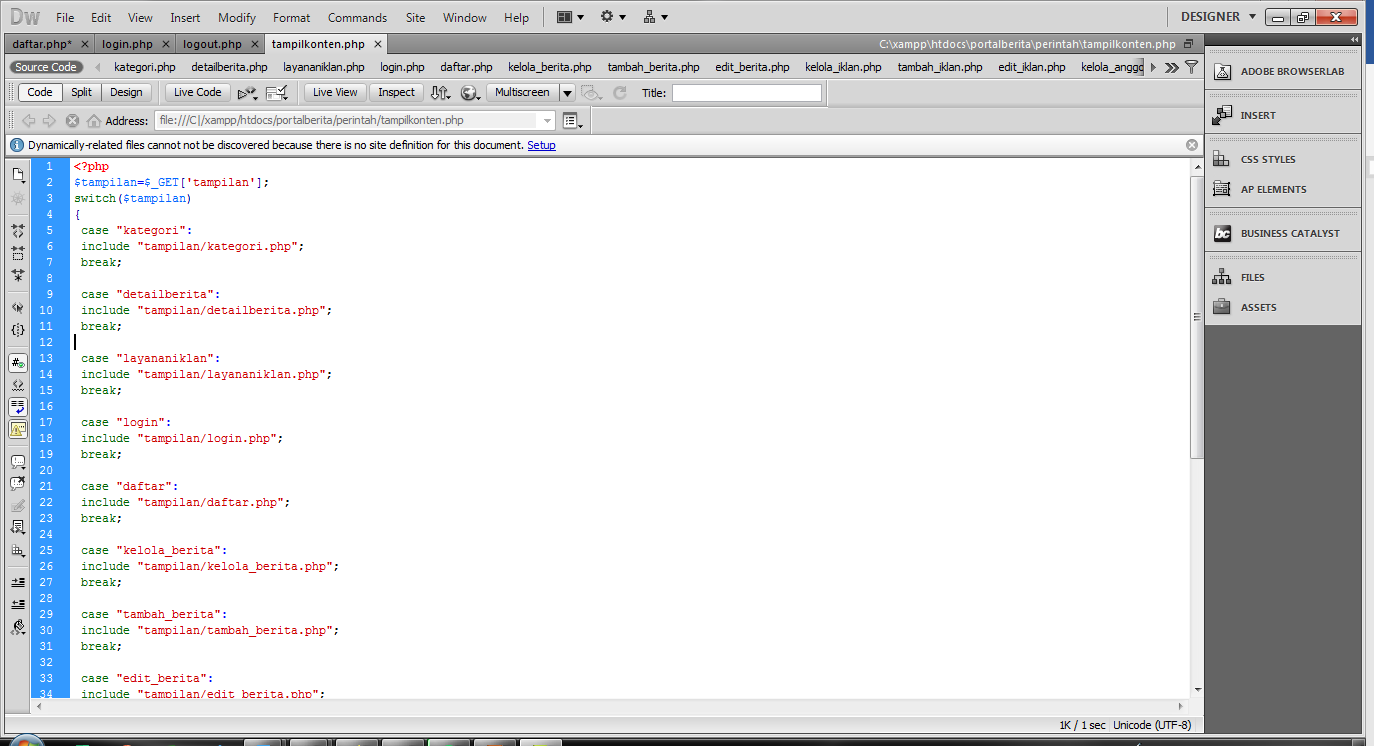 Dw File Edit View Insert Modify Format Commands Site Window Help DESIGNER
daftar.php* login.php logout.php tampilkonten.php C:\xampp\htdocs\portalberita\perintah\tampilkonten.php
Source Code kategori.php detailberita.php layananiklan.php login.php daftar.php kelola_berita.php tambah_berita.php edit_berita.php kelola_iklan.php tambah_iklan.php edit_iklan.php kelola_anggo
Code Split Design Live Code Live View Inspect Multiscreen Title:
Address: file:///C|/xampp/htdocs/portalberita/perintah/tampilkonten.php
Dynamically-related files cannot not be discovered because there is no site definition for this document. Setup
1 <?php
2 $tampilan=$_GET['tampilan'];
3 switch($tampilan)
4 {
5 case "kategori":
6 include "tampilan/kategori.php";
7 break;
8
9 case "detailberita":
10 include "tampilan/detailberita.php";
11 break;
12
13 case "layananiklan":
14 include "tampilan/layananiklan.php";
15 break;
16
17 case "login":
18 include "tampilan/login.php";
19 break;
20
21 case "daftar":
22 include "tampilan/daftar.php";
23 break;
24
25 case "kelola_berita":
26 include "tampilan/kelola_berita.php";
27 break;
28
29 case "tambah_berita":
30 include "tampilan/tambah_berita.php";
31 break;
32
33 case "edit_berita":
34 include "tampilan/edit_berita.php";
ADOBE BROWSERLAB
INSERT
CSS STYLES
AP ELEMENTS
bc BUSINESS CATALYST
FILES
ASSETS
1K / 1 sec Unicode (UTF-8)